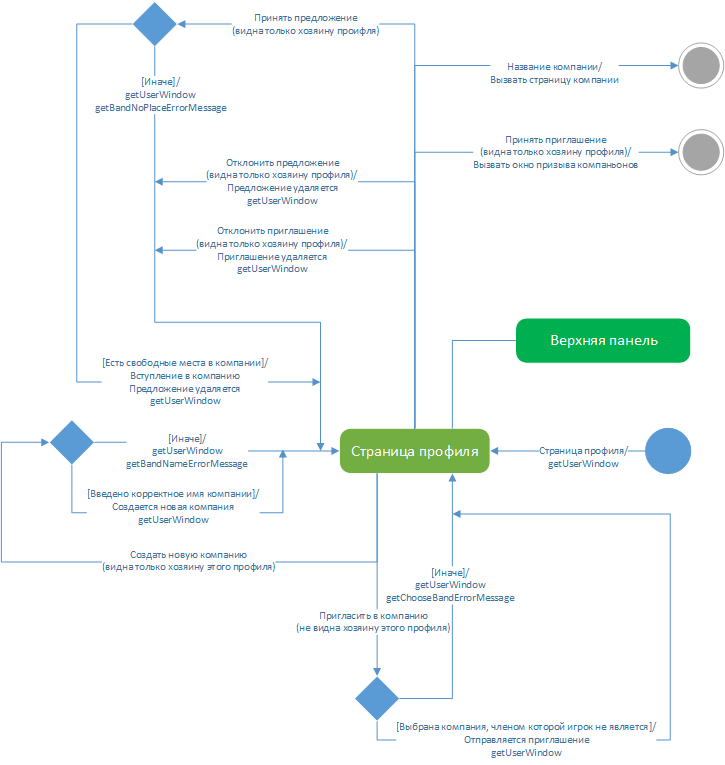 Принять предложение
(видна только хозяину проифля)
Название компании/
Вызвать страницу компании
[Иначе]/
getUserWindow
getBandNoPlaceErrorMessage
Принять приглашение
(видна только хозяину профиля)/
Вызвать окно призыва компаньонов
Отклонить предложение
(видна только хозяину профиля)/
Предложение удаляется
getUserWindow
Отклонить приглашение
(видна только хозяину профиля)/
Приглашение удаляется
getUserWindow
Верхняя панель
[Есть свободные места в компании]/
Вступление в компанию
Предложение удаляется
getUserWindow
[Иначе]/
getUserWindow
getBandNameErrorMessage
Страница профиля
Страница профиля/
getUserWindow
[Введено корректное имя компании]/
Создается новая компания
getUserWindow
Создать новую компанию
(видна только хозяину этого профиля)
[Иначе]/
getUserWindow
getChooseBandErrorMessage
Пригласить в компанию
(не видна хозяину этого профиля)
[Выбрана компания, членом которой игрок не является]/
Отправляется приглашение
getUserWindow